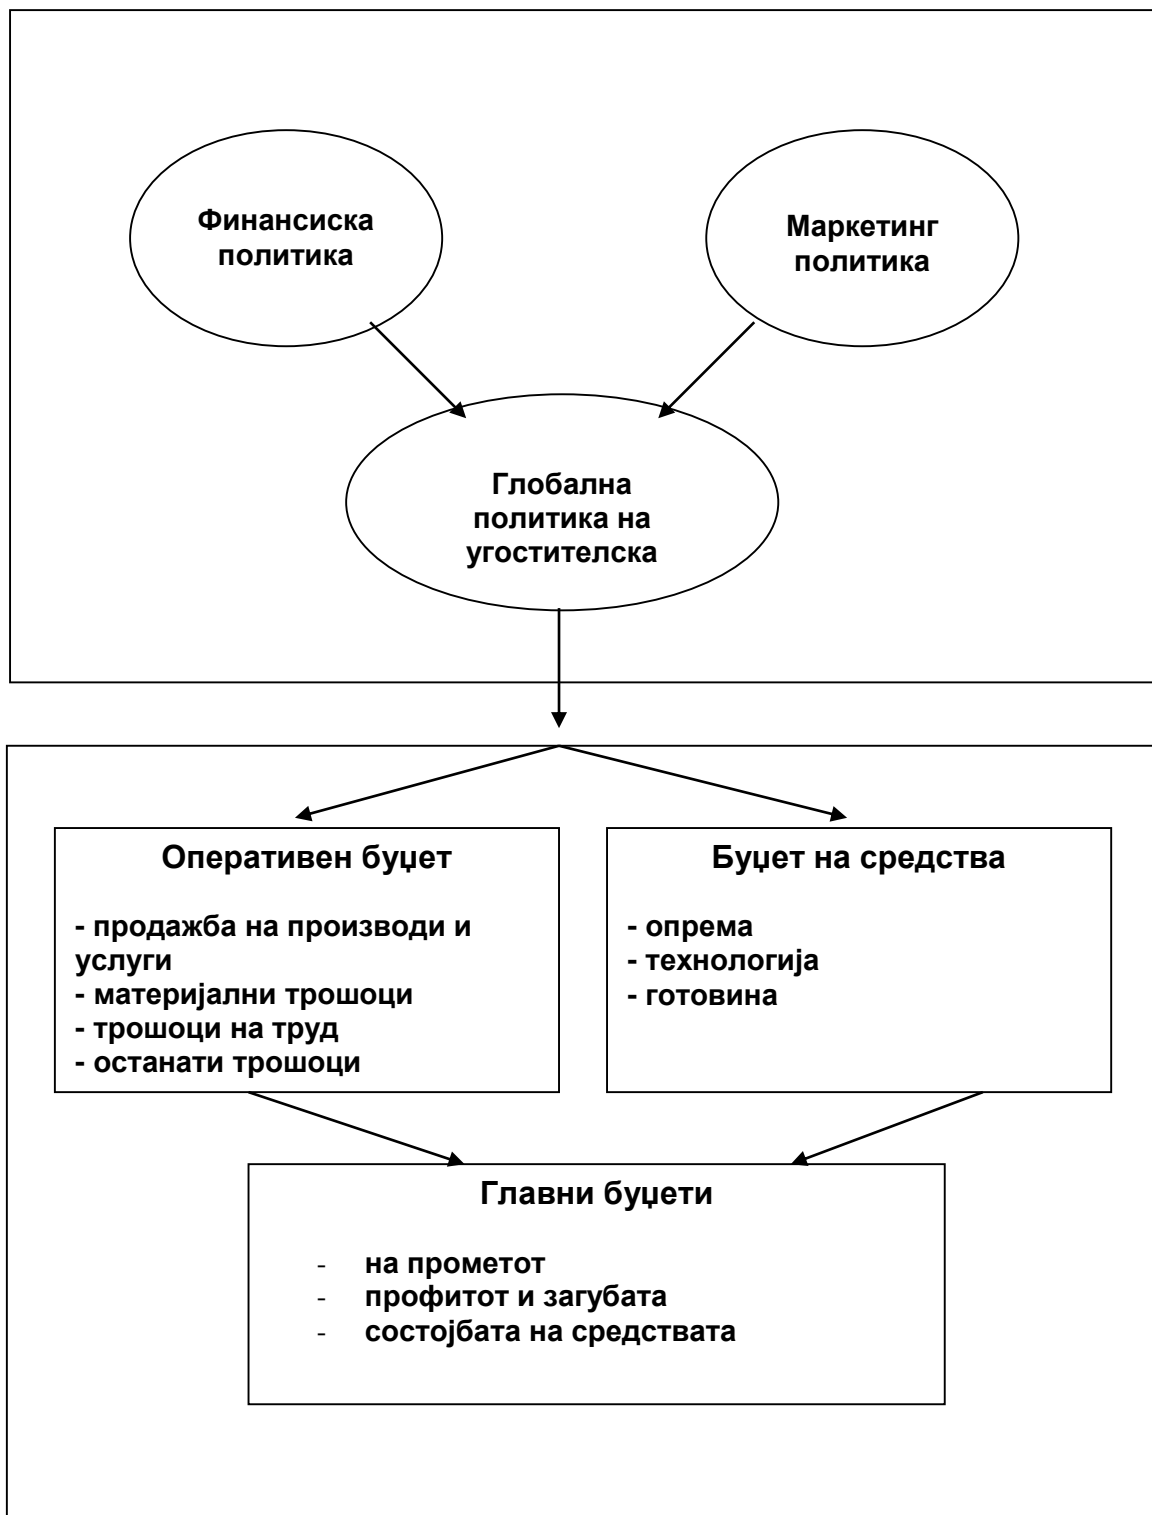 Финансиска
политика
Маркетинг
политика
Глобална
политика на
угостителска
Оперативен буџет
- продажба на производи и
услуги
- материјални трошоци
- трошоци на труд
- останати трошоци
Буџет на средства
- опрема
- технологија
- готовина
Главни буџети
- на прометот
- профитот и загубата
- состојбата на средствата